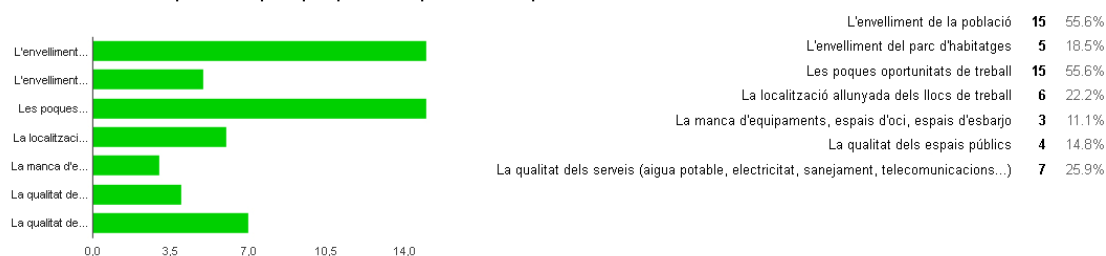 L'envelliment...
L'envelliment...
Les poques...
La localitzaci...
La manca d'e...
La qualitat de...
La qualitat de...
0,0 3,5 7,0 10,5 14,0
L'envelliment de la població 15 55.6%
L'envelliment del parc d'habitatges 5 18.5%
Les poques oportunitats de treball 15 55.6%
La localització allunyada dels llocs de treball 6 22.2%
La manca d'equipaments, espais d'oci, espais d'esbarjo 3 11.1%
La qualitat dels espais públics 4 14.8%
La qualitat dels serveis (aigua potable, electricitat, sanejament, telecomunicacions...) 7 25.9%